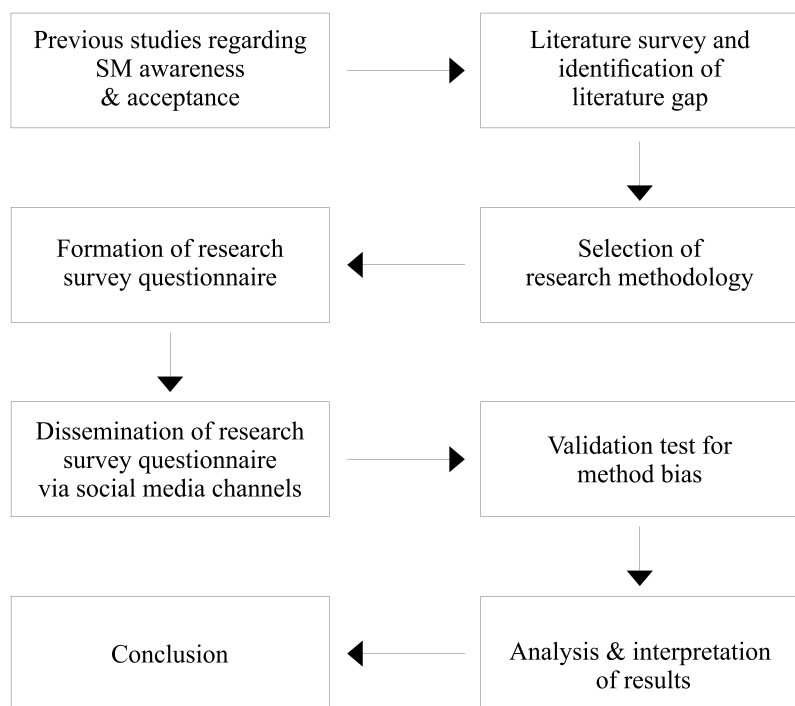 Previous studies regarding
SM awareness
& acceptance
Literature survey and
identification of
literature gap
Selection of
research methodology
Formation of research
survey questionnaire
Dissemination of research
survey questionnaire
via social media channels
Validation test for
method bias
Analysis & interpretation
of results
Conclusion